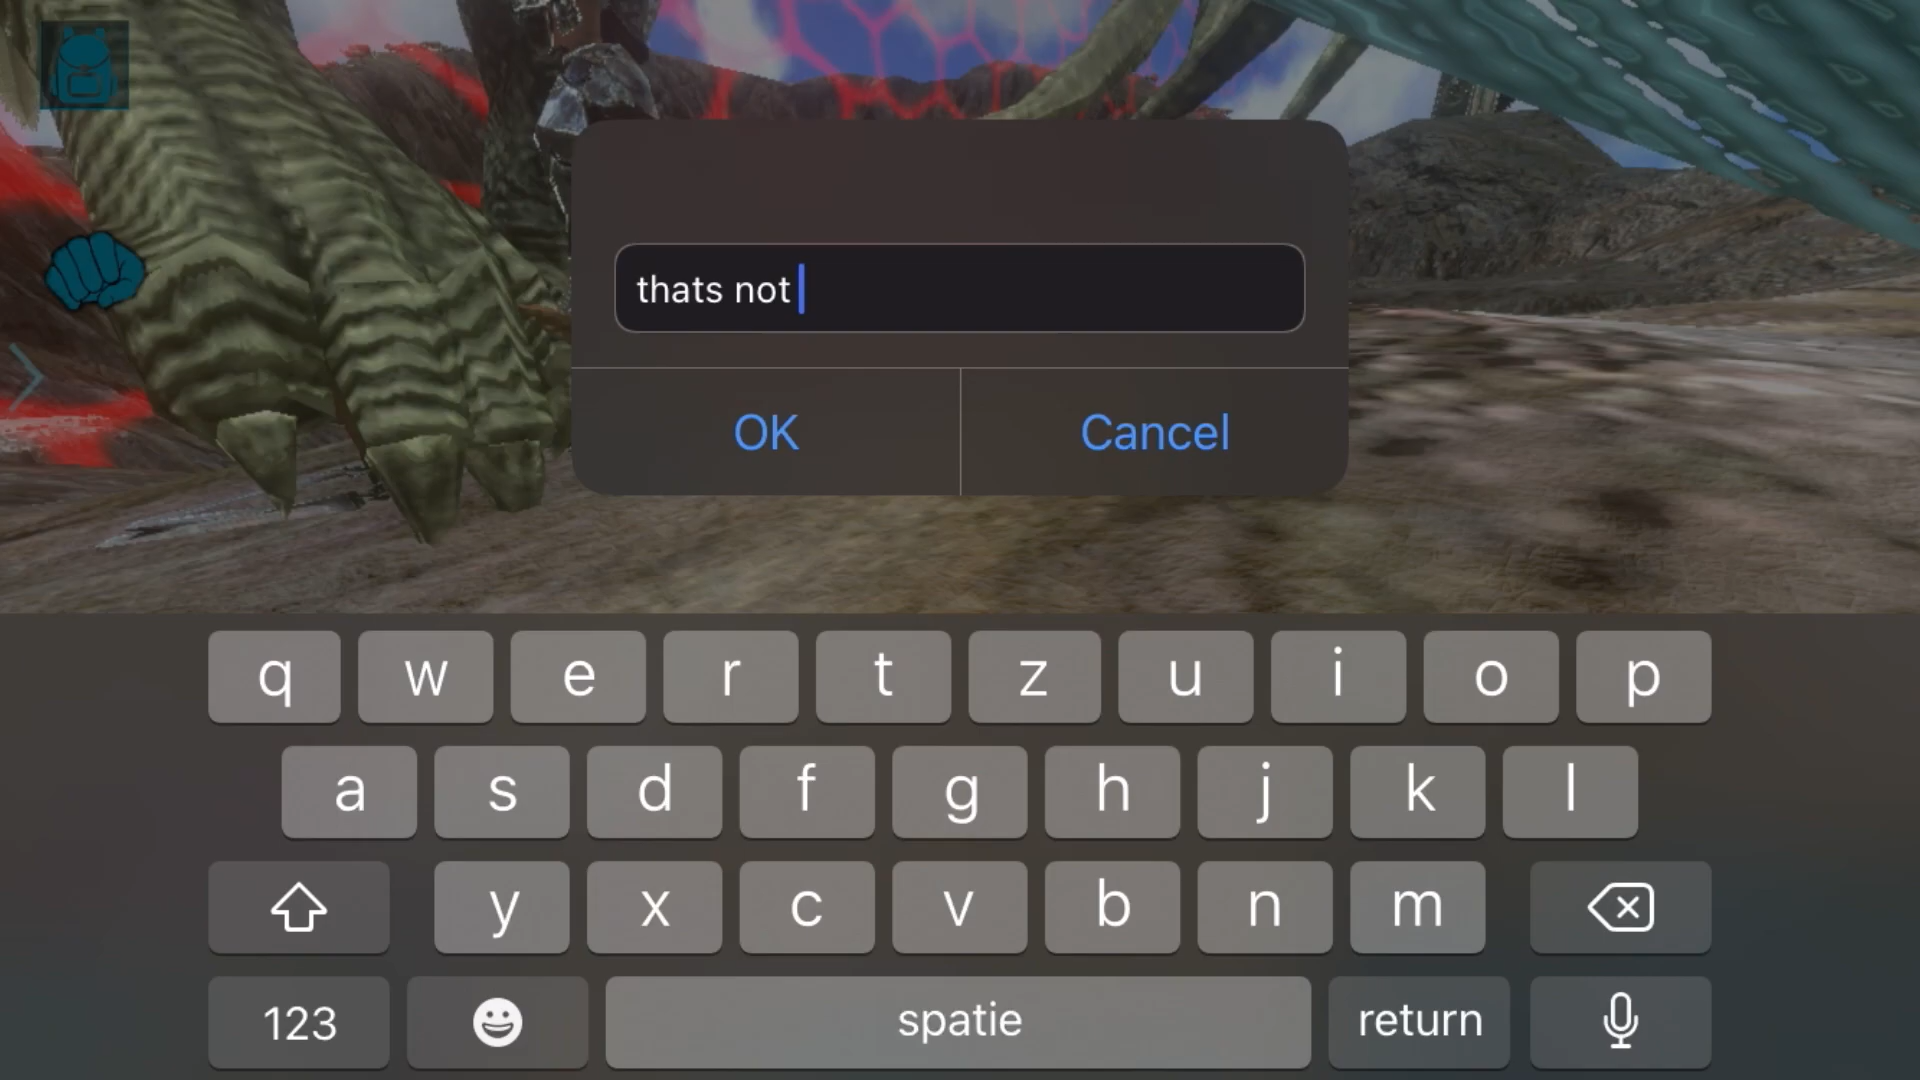 thats not
OK Cancel
q w e r t z u i o p
a s d f g h j k l
y x c v b n m
123 spatie return